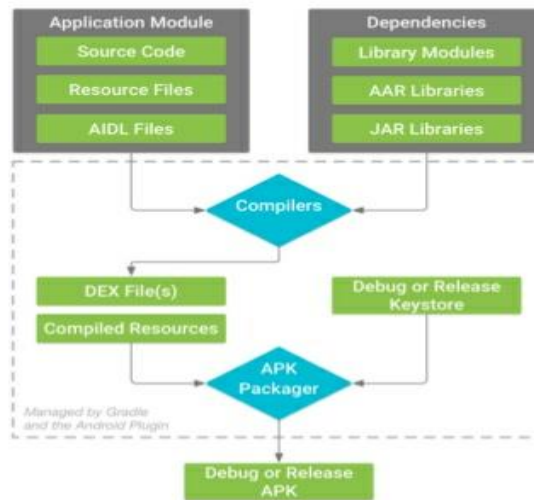 Application Module
Source Code
Resource Files
AIDL Files
Dependencies
Library Modules
AAR Libraries
JAR Libraries
Compilers
DEX File(s)
Compiled Resources
Debug or Release
Keystore
APK
Packager
Managed by Gradle
and the Android Plugin
Debug or Release
APK